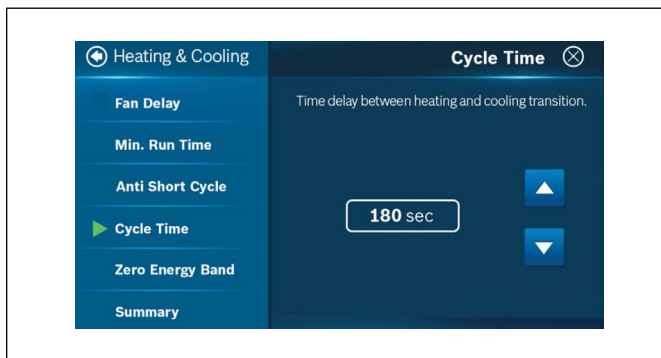 Heating & Cooling
Fan Delay
Min. Run Time
Anti Short Cycle
Cycle Time
Zero Energy Band
Summary
Cycle Time
Time delay between heating and cooling transition.
180 sec